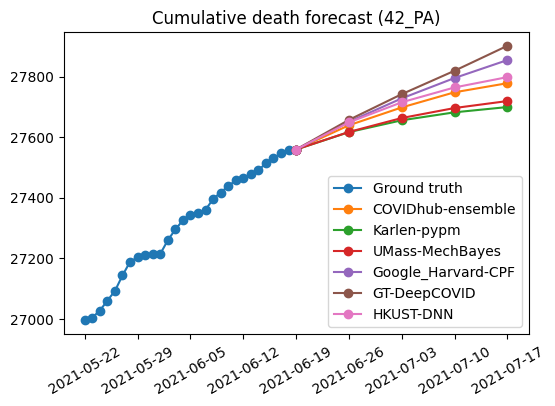 Cumulative death forecast (42_PA)
27800
27600
27400
27200
27000
Ground truth
COVIDhub-ensemble
Karlen-pypm
UMass-MechBayes
Google_Harvard-CPF
GT-DeepCOVID
HKUST-DNN
2021-05-22
2021-05-29
2021-06-05
2021-06-12
2021-06-19
2021-06-26
2021-07-03
2021-07-10
2021-07-17